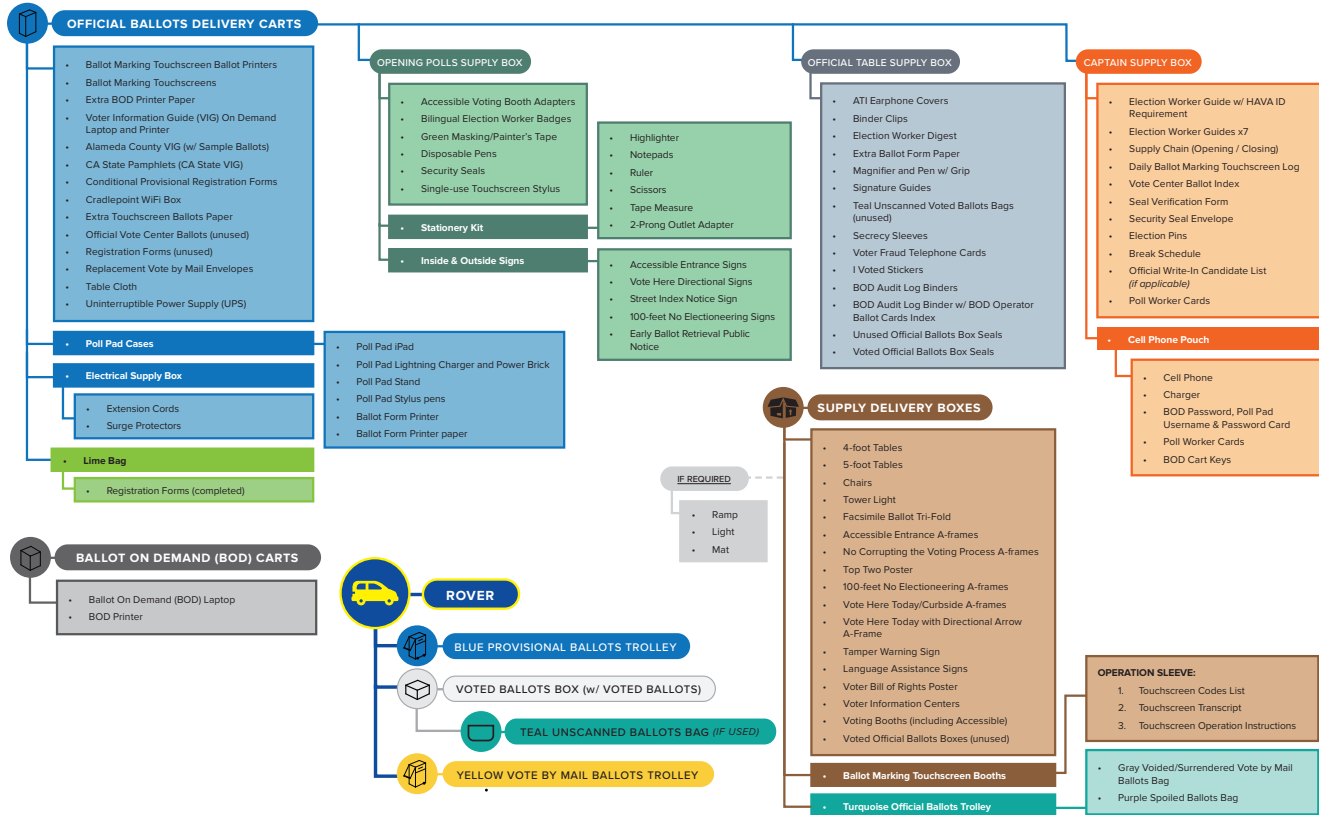 OFFICIAL BALLOTS DELIVERY CARTS
• Ballot Marking Touchscreen Ballot Printers
• Ballot Marking Touchscreens
• Extra BOD Printer Paper
• Voter Information Guide (VIG) On Demand
Laptop and Printer
• Alameda County VIG (w/ Sample Ballots)
• CA State Pamphlets (CA State VIG)
• Conditional Provisional Registration Forms
• Cradlepoint WiFi Box
• Extra Touchscreen Ballots Paper
• Official Vote Center Ballots (unused)
• Registration Forms (unused)
• Replacement Vote by Mail Envelopes
• Table Cloth
• Uninterruptible Power Supply (UPS)
• Poll Pad Cases
• Poll Pad iPad
• Poll Pad Lightning Charger and Power Brick
• Poll Pad Stand
• Poll Pad Stylus pens
• Ballot Form Printer
• Ballot Form Printer paper
• Electrical Supply Box
• Extension Cords
• Surge Protectors
• Lime Bag
• Registration Forms (completed)
OPENING POLLS SUPPLY BOX
• Accessible Voting Booth Adapters
• Bilingual Election Worker Badges
• Green Masking/Painter's Tape
• Disposable Pens
• Security Seals
• Single-use Touchscreen Stylus
• Stationery Kit
• Highlighter
• Notepads
• Ruler
• Scissors
• Tape Measure
• 2-Prong Outlet Adapter
• Inside & Outside Signs
• Accessible Entrance Signs
• Vote Here Directional Signs
• Street Index Notice Sign
• 100-feet No Electioneering Signs
• Early Ballot Retrieval Public
Notice
OFFICIAL TABLE SUPPLY BOX
• ATI Earphone Covers
• Binder Clips
• Election Worker Digest
• Extra Ballot Form Paper
• Magnifier and Pen w/ Grip
• Signature Guides
• Teal Unscanned Voted Ballots Bags
(unused)
• Secrecy Sleeves
• Voter Fraud Telephone Cards
• I Voted Stickers
• BOD Audit Log Binders
• BOD Audit Log Binder w/ BOD Operator
Ballot Cards Index
• Unused Official Ballots Box Seals
• Voted Official Ballots Box Seals
CAPTAIN SUPPLY BOX
• Election Worker Guide w/ HAVA ID
Requirement
• Election Worker Guides x7
• Supply Chain (Opening / Closing)
• Daily Ballot Marking Touchscreen Log
• Vote Center Ballot Index
• Seal Verification Form
• Security Seal Envelope
• Election Pins
• Break Schedule
• Official Write-In Candidate List
(if applicable)
• Poll Worker Cards
• Cell Phone Pouch
• Cell Phone
• Charger
• BOD Password, Poll Pad
Username & Password Card
• Poll Worker Cards
• BOD Cart Keys
BALLOT ON DEMAND (BOD) CARTS
• Ballot On Demand (BOD) Laptop
• BOD Printer
ROVER
BLUE PROVISIONAL BALLOTS TROLLEY
VOTED BALLOTS BOX (w/ VOTED BALLOTS)
TEAL UNSCANNED BALLOTS BAG (IF USED)
YELLOW VOTE BY MAIL BALLOTS TROLLEY
SUPPLY DELIVERY BOXES
IF REQUIRED
• Ramp
• Light
• Mat
• 4-foot Tables
• 5-foot Tables
• Chairs
• Tower Light
• Facsimile Ballot Tri-Fold
• Accessible Entrance A-frames
• No Corrupting the Voting Process A-frames
• Top Two Poster
• 100-feet No Electioneering A-frames
• Vote Here Today/Curbside A-frames
• Vote Here Today with Directional Arrow
A-Frame
• Tamper Warning Sign
• Language Assistance Signs
• Voter Bill of Rights Poster
• Voter Information Centers
• Voting Booths (including Accessible)
• Voted Official Ballots Boxes (unused)
• Ballot Marking Touchscreen Booths
OPERATION SLEEVE:
1. Touchscreen Codes List
2. Touchscreen Transcript
3. Touchscreen Operation Instructions
• Turquoise Official Ballots Trolley
• Gray Voided/Surrendered Vote by Mail
Ballots Bag
• Purple Spoiled Ballots Bag